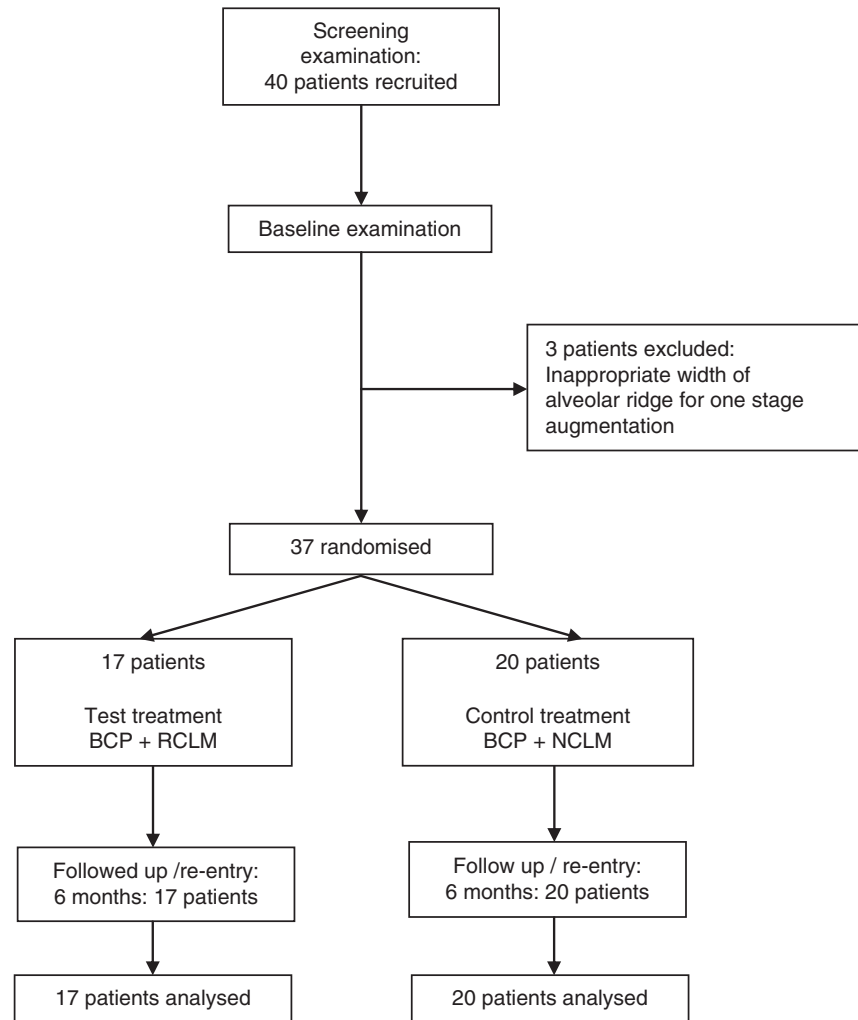 Screening
examination:
40 patients recruited
Baseline examination
3 patients excluded:
Inappropriate width of
alveolar ridge for one stage
augmentation
37 randomised
17 patients
Test treatment
BCP + RCLM
20 patients
Control treatment
BCP + NCLM
Followed up /re-entry:
6 months: 17 patients
Follow up / re-entry:
6 months: 20 patients
17 patients analysed
20 patients analysed